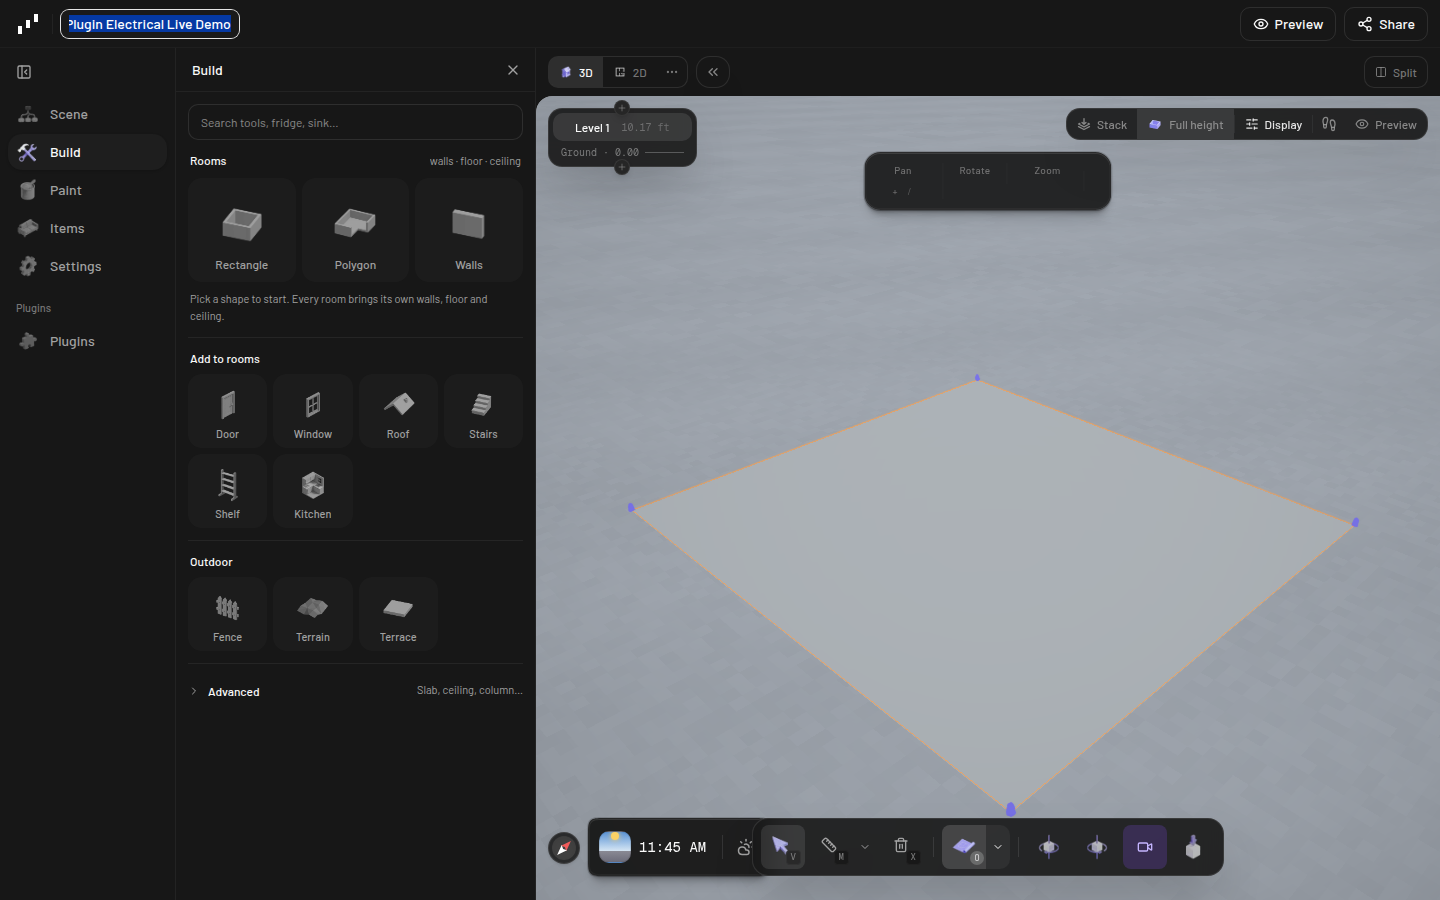 Plugin Electrical Live Demo
Preview
Share
Scene
Build
Paint
Items
Settings
Plugins
Plugins
Build
Search tools, fridge, sink...
Rooms
walls · floor · ceiling
Rectangle
Polygon
Walls
Pick a shape to start. Every room brings its own walls, floor and
ceiling.
Add to rooms
Door
Window
Roof
Stairs
Shelf
Kitchen
Outdoor
Fence
Terrain
Terrace
Advanced
Slab, ceiling, column...
3D
2D
Split
Level 1
10.17 ft
Ground · 0.00
Stack
Full height
Display
Preview
Pan
Rotate
Zoom
+ /
11:45 AM
V
M
X
0